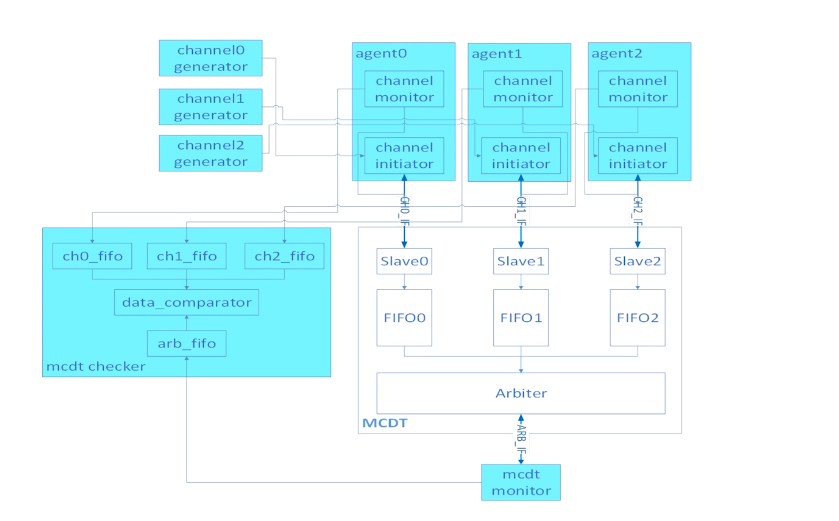 channel0
generator
channel1
generator
channel2
generator
agent0
channel
monitor
channel
initiator
agent1
channel
monitor
channel
initiator
agent2
channel
monitor
channel
initiator
CH0_IF
CH1_IF
CH2_IF
ch0_fifo
ch1_fifo
ch2_fifo
data_comparator
arb_fifo
mcdt checker
Slave0
Slave1
Slave2
FIFO0
FIFO1
FIFO2
Arbiter
MCDT
ARB_IF
mcdt
monitor